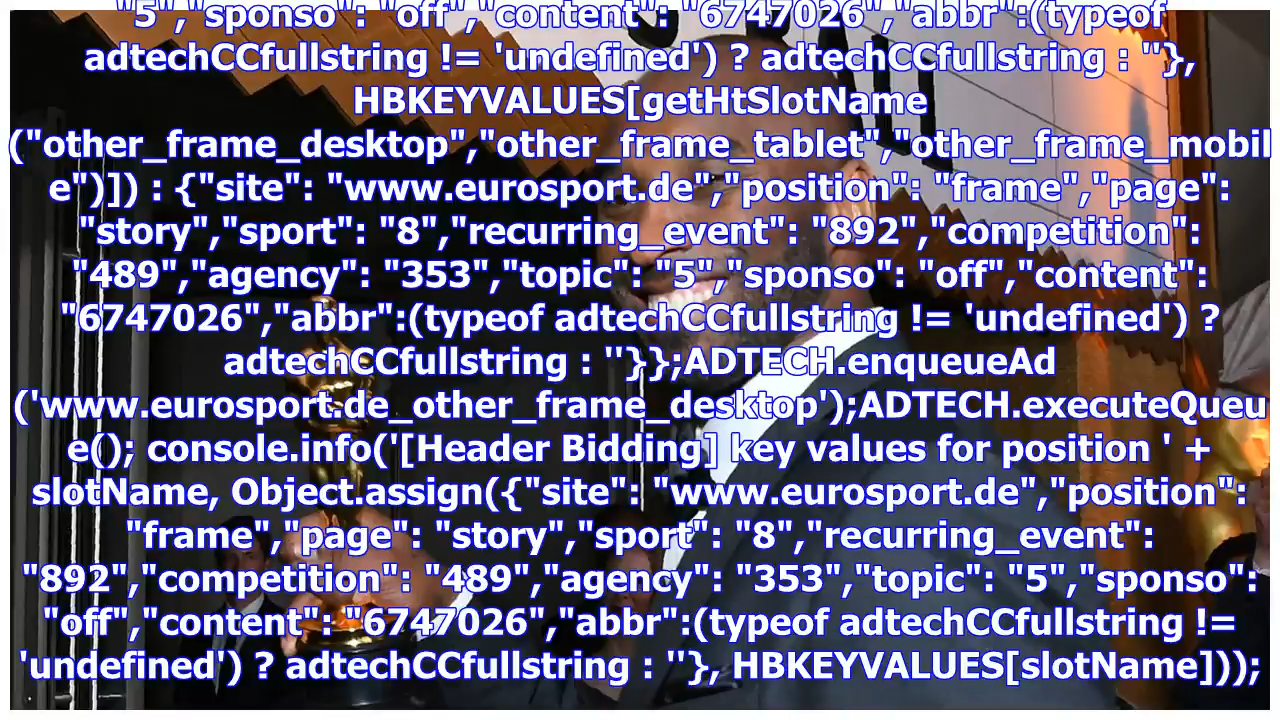 "5","sponso": "off","content": "6747026","abbr":(typeof
adtechCCfullstring != 'undefined') ? adtechCCfullstring : ''},
HBKEYVALUES[getHtSlotName
("other_frame_desktop","other_frame_tablet","other_frame_mobil
e")]) : {"site": "www.eurosport.de","position": "frame","page":
"story","sport": "8","recurring_event": "892","competition":
"489","agency": "353","topic": "5","sponso": "off","content":
"6747026","abbr":(typeof adtechCCfullstring != 'undefined') ?
adtechCCfullstring : ''}};ADTECH.enqueueAd
('www.eurosport.de_other_frame_desktop');ADTECH.executeQueu
e(); console.info('[Header Bidding] key values for position ' +
slotName, Object.assign({"site": "www.eurosport.de","position":
"frame","page": "story","sport": "8","recurring_event":
"892","competition": "489","agency": "353","topic": "5","sponso":
"off","content": "6747026","abbr":(typeof adtechCCfullstring !=
'undefined') ? adtechCCfullstring : ''}, HBKEYVALUES[slotName]));